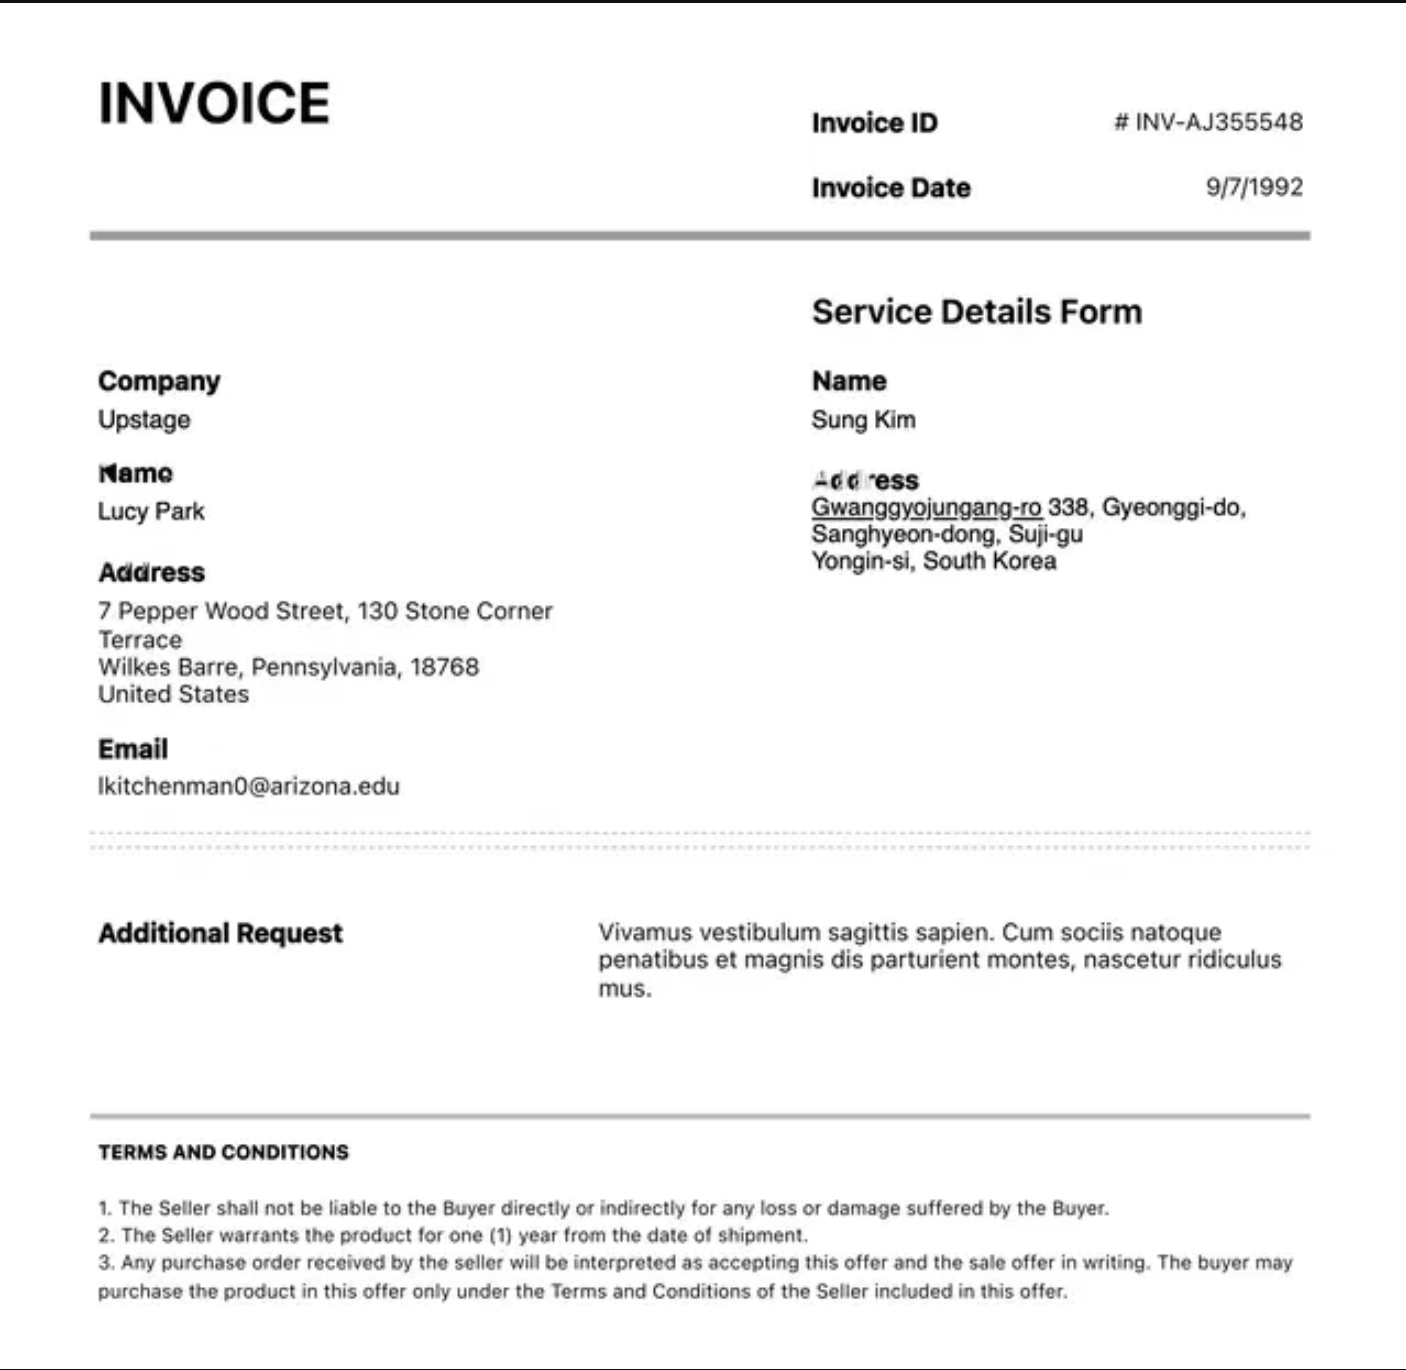 INVOICE
Invoice ID
# INV-AJ355548
Invoice Date
9/7/1992
Service Details Form
Company
Upstage
Name
Lucy Park
Address
7 Pepper Wood Street, 130 Stone Corner
Terrace
Wilkes Barre, Pennsylvania, 18768
United States
Email
lkitchenman0@arizona.edu
Name
Sung Kim
Address
Gwanggyojungang-ro 338, Gyeonggi-do,
Sanghyeon-dong, Suji-gu
Yongin-si, South Korea
Additional Request
Vivamus vestibulum sagittis sapien. Cum sociis natoque
penatibus et magnis dis parturient montes, nascetur ridiculus
mus.
TERMS AND CONDITIONS
1. The Seller shall not be liable to the Buyer directly or indirectly for any loss or damage suffered by the Buyer.
2. The Seller warrants the product for one (1) year from the date of shipment.
3. Any purchase order received by the seller will be interpreted as accepting this offer and the sale offer in writing. The buyer may
purchase the product in this offer only under the Terms and Conditions of the Seller included in this offer.